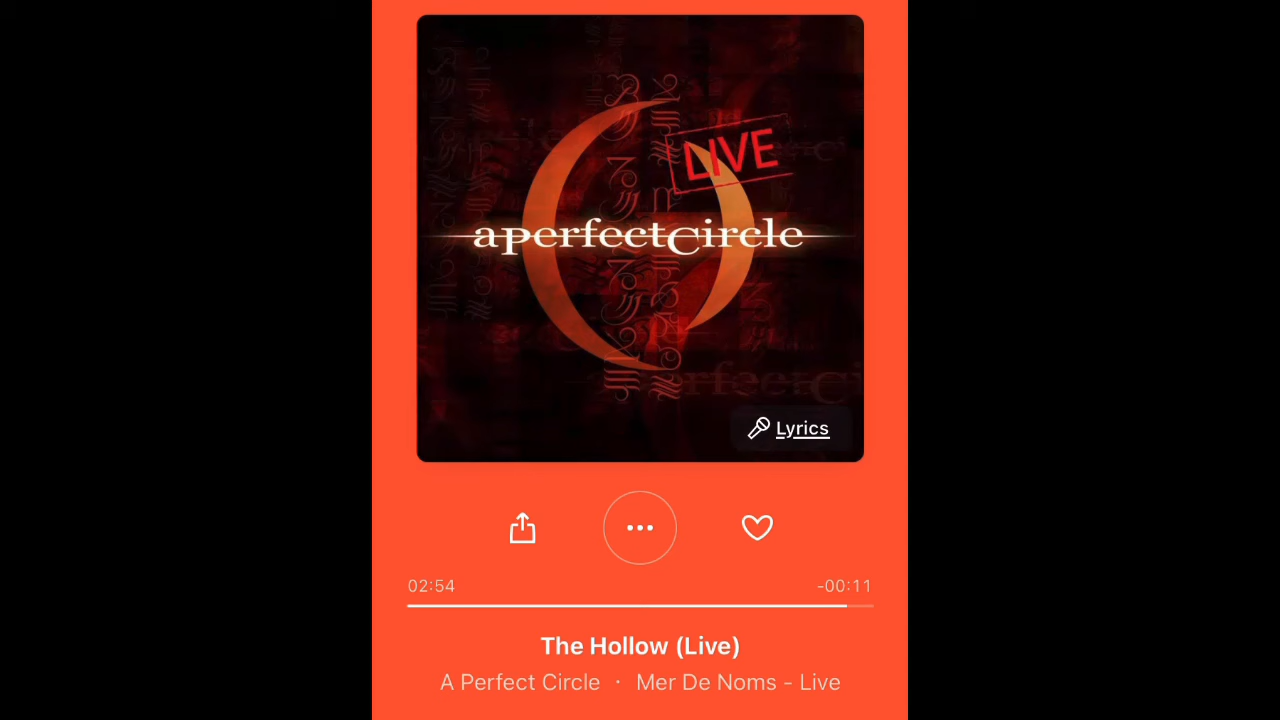 LIVE
aperfectcircle
Lyrics
02:54 -00:11
The Hollow (Live)
A Perfect Circle · Mer De Noms - Live